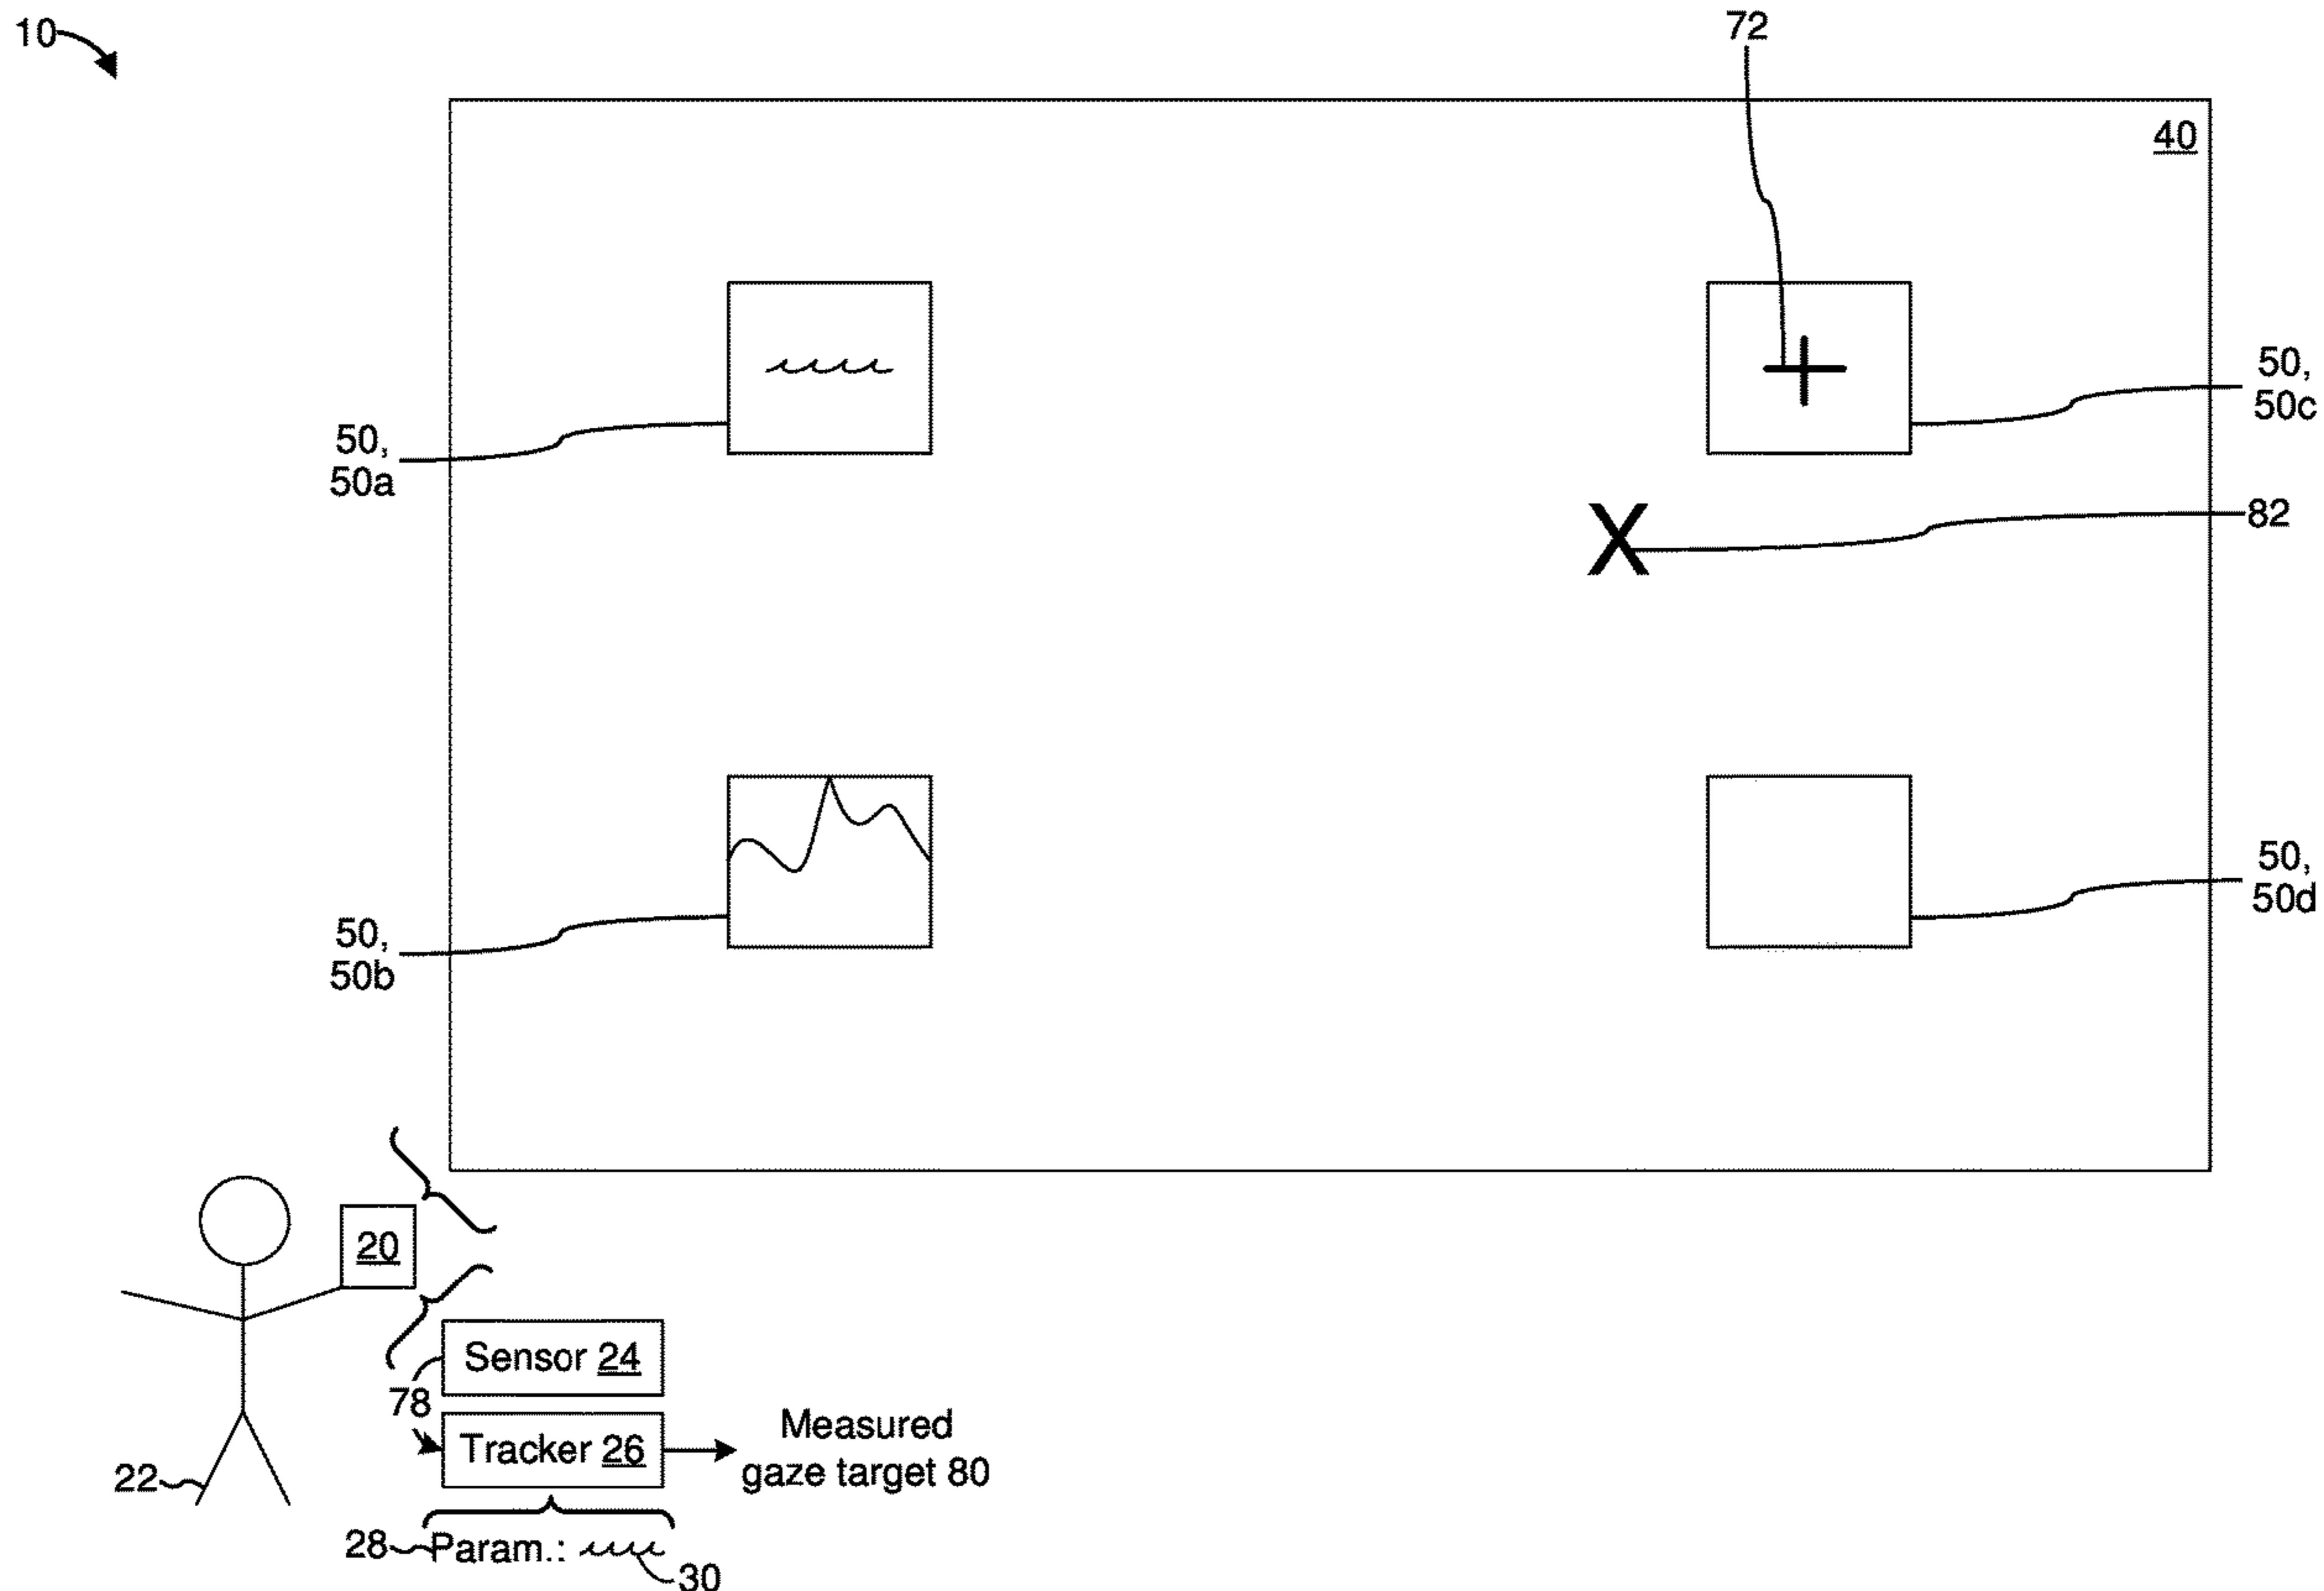 10
72
40
50,
50a
50,
50c
82
50,
50b
50,
50d
20
Sensor 24
78
Tracker 26
Measured
gaze target 80
22
28 Param.:
30
X